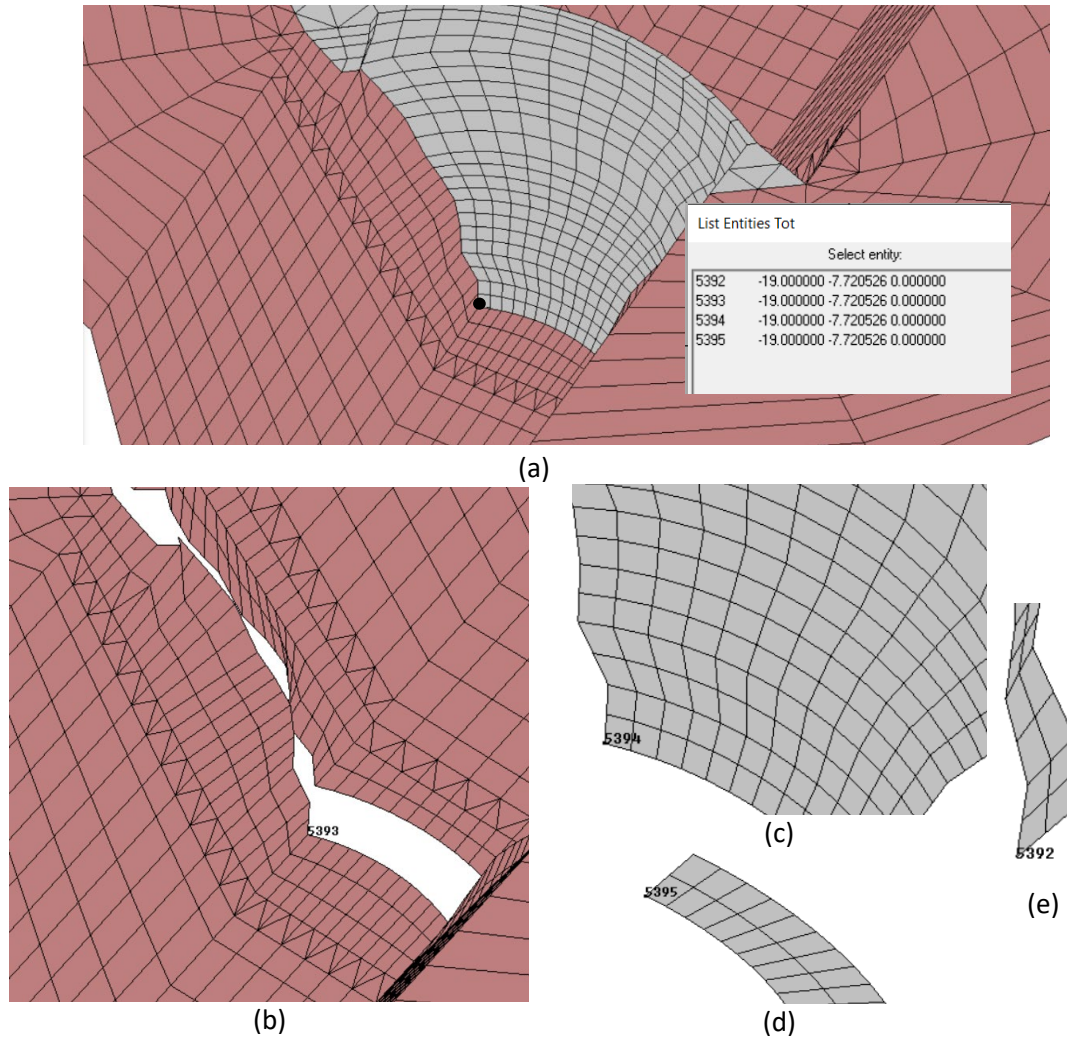 List Entities Tot
Select entity:
5392 -19.000000 -7.720526 0.000000
5393 -19.000000 -7.720526 0.000000
5394 -19.000000 -7.720526 0.000000
5395 -19.000000 -7.720526 0.000000
(a)
5393
(b)
5394
(c)
5395
(d)
5392
(e)